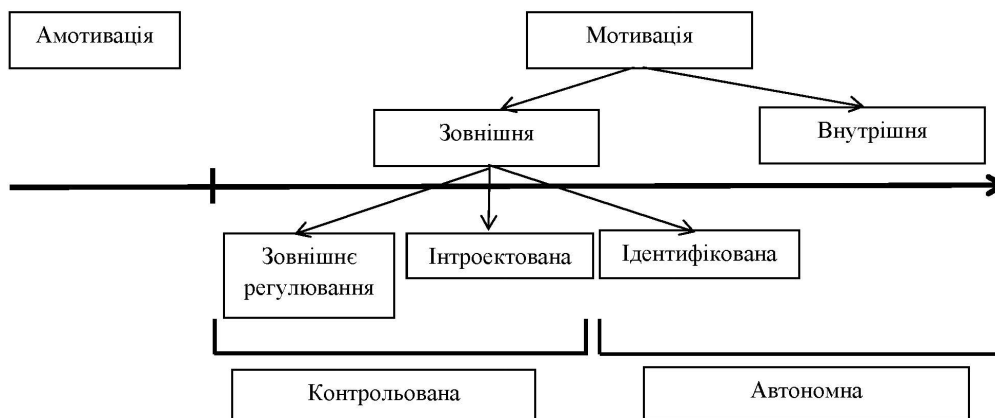 Амотивація
Мотивація
Зовнішня
Внутрішня
Зовнішнє
регулювання
Інтроектована
Ідентифікована
Контрольована
Автономна